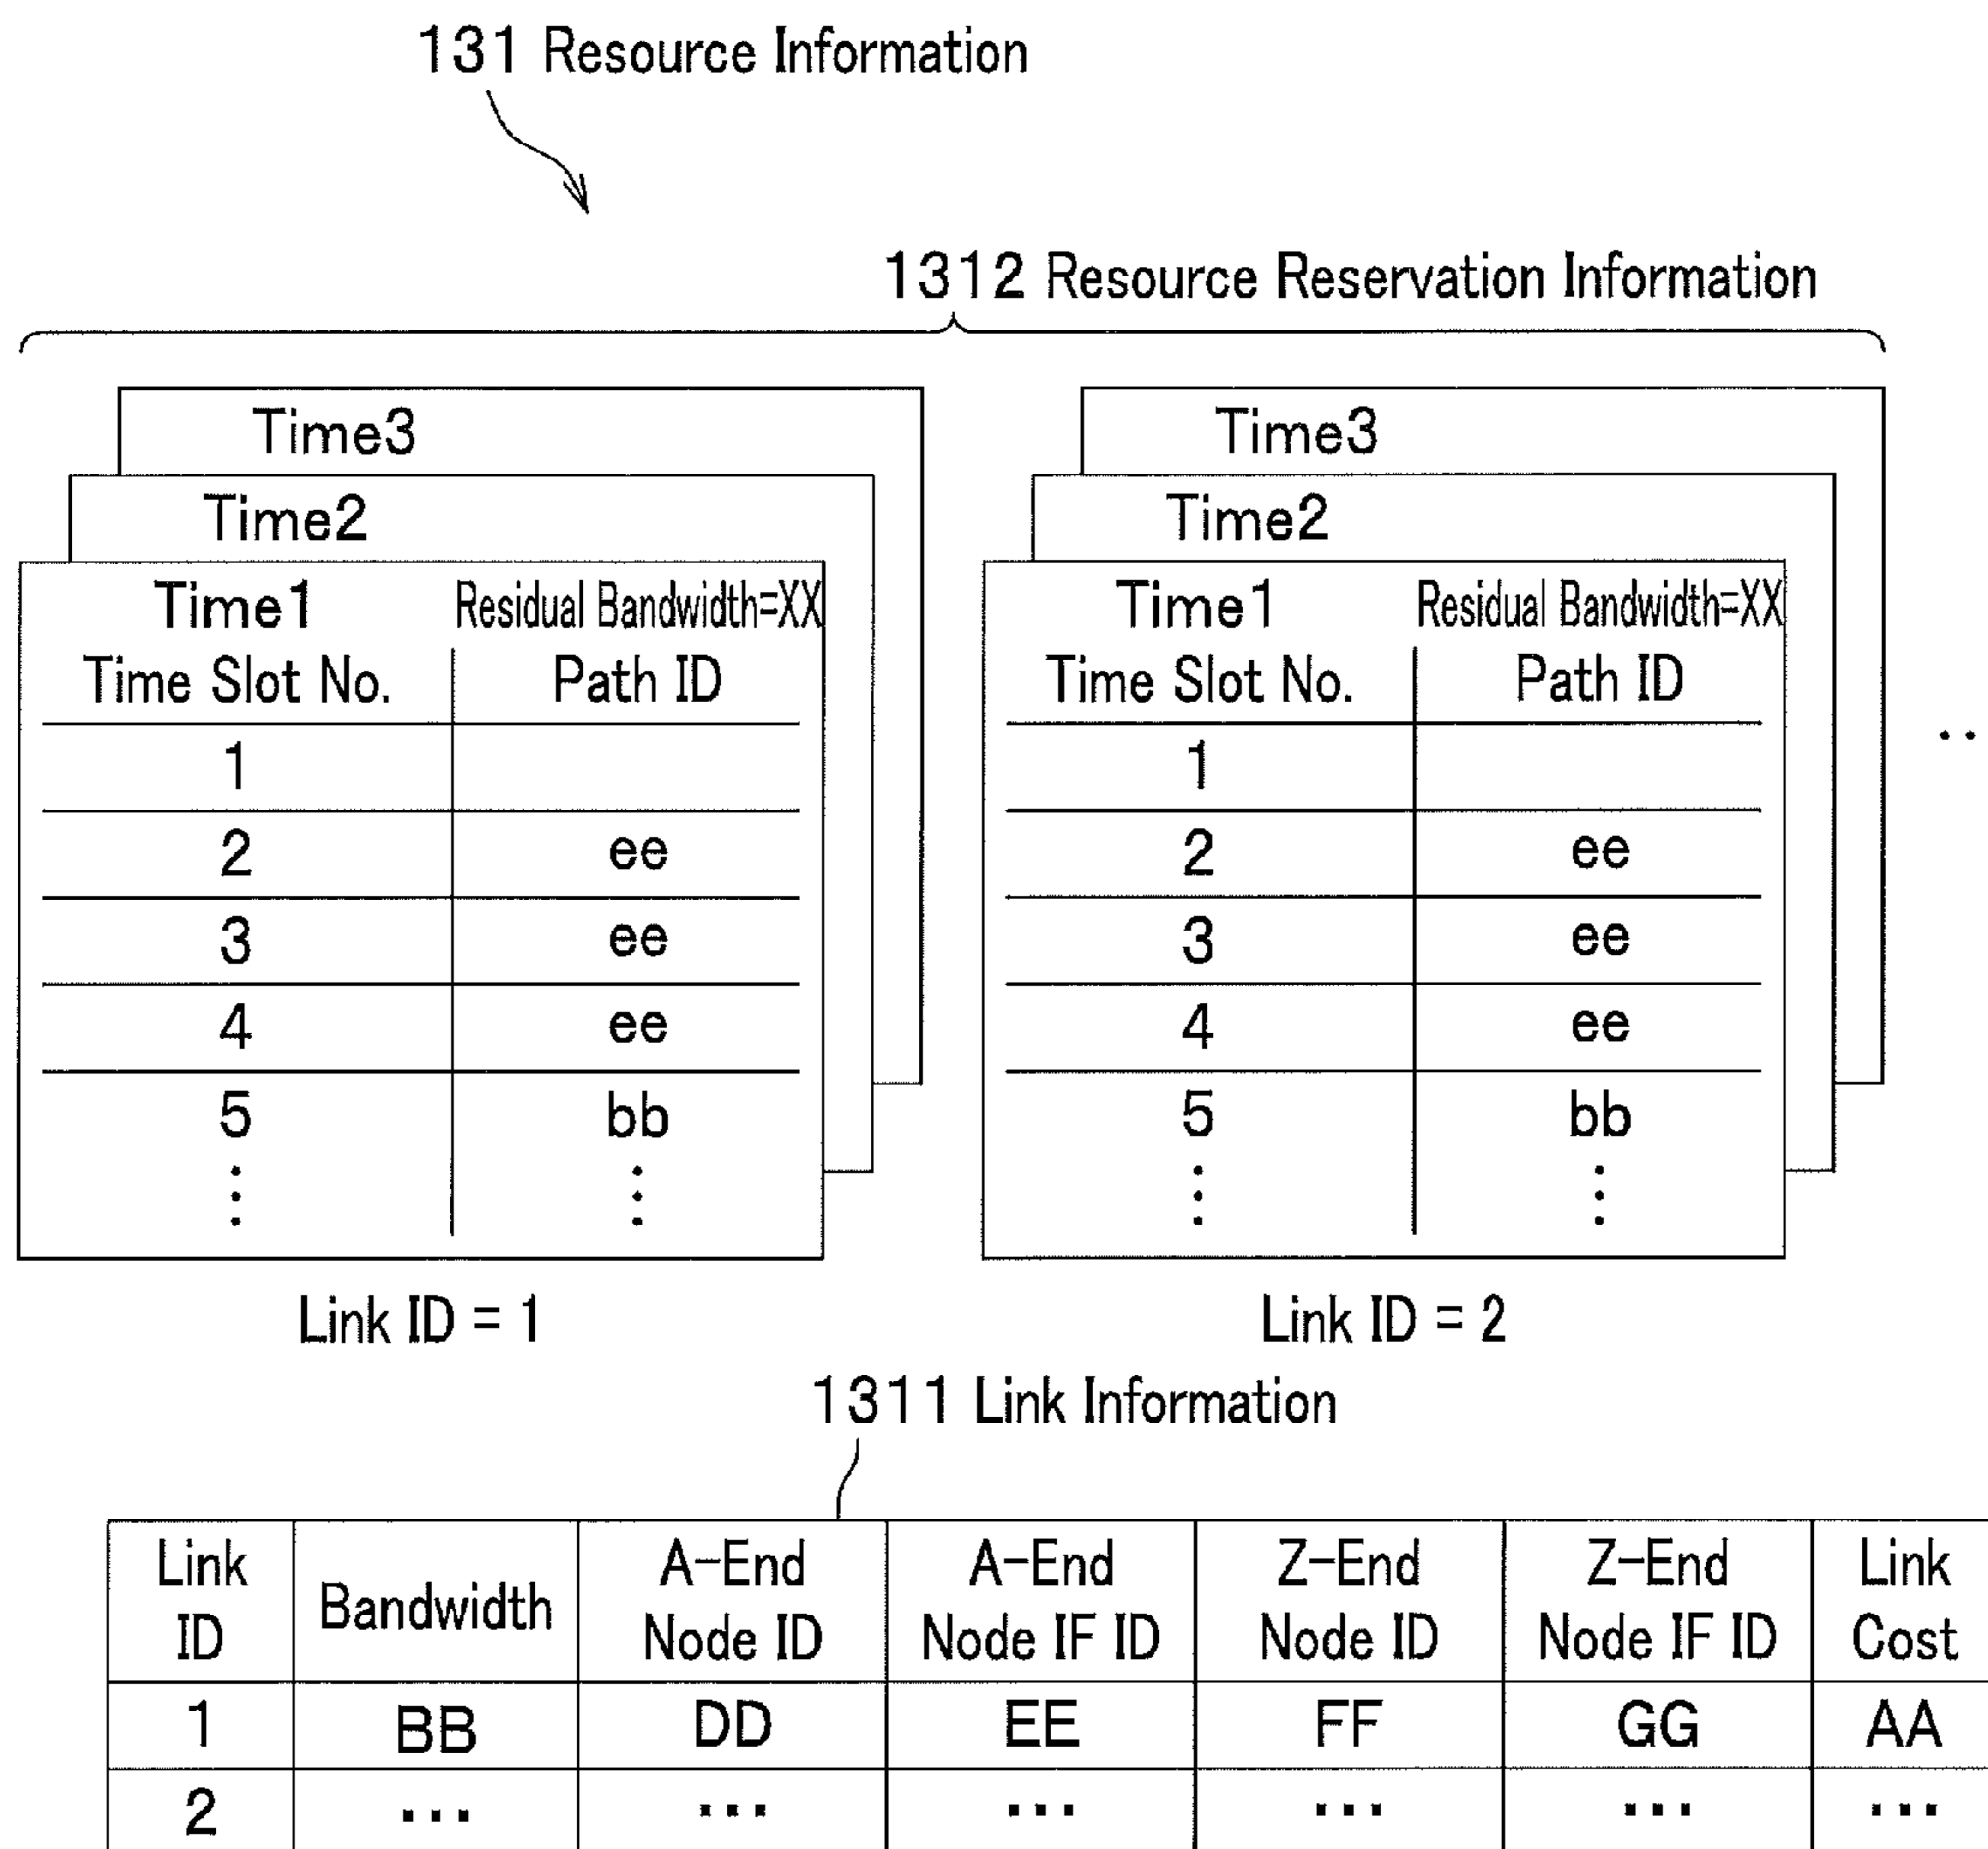 131 Resource Information
1312 Resource Reservation Information
Time3 Time3
Time2 Time2
Time1 Residual Bandwidth=XX Time1 Residual Bandwidth=XX
Time Slot No. Path ID Time Slot No. Path ID
1 1
2 ee 2 ee
3 ee 3 ee
4 ee 4 ee
5 bb 5 bb
Link ID = 1 Link ID = 2
1311 Link Information
Link ID Bandwidth A-End Node ID A-End Node IF ID Z-End Node ID Z-End Node IF ID Link Cost
1 BB DD EE FF GG AA
2 ... ... ... ... ... ...